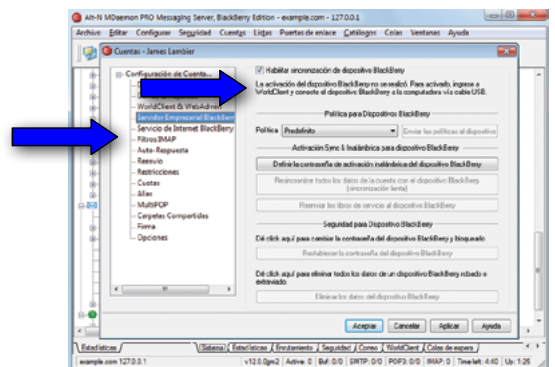 Alt-N MDaemon PRO Messaging Server, BlackBerry Edition - example.com - 127.0.0.1
Archivo Editar Configurar Seguridad Cuentas Listas Puertas de enlace Catálogos Colas Ventanas Ayuda
Cuentas - James Lambier
Configuración de Cuenta...
WorldClient & WebAdmin
Servidor Empresarial BlackBerry
Servicio de Internet BlackBerry
Filtros IMAP
Auto-Respuesta
Reenvío
Restricciones
Cuotas
Alias
MultiPOP
Carpetas Compartidas
Firma
Opciones
Habilitar sincronización de dispositivo BlackBerry
La activación del dispositivo BlackBerry no se realizó. Para activarlo, ingrese a
WorldClient y conecte el dispositivo BlackBerry a la computadora vía cable USB.
Política para Dispositivos BlackBerry
Política Predefinito Enviar las políticas al dispositivo
Activación Sync & Inalámbrica para dispositivo BlackBerry
Definir la contraseña de activación inalámbrica del dispositivo BlackBerry
Resincronizar todos los datos de la cuenta con el dispositivo BlackBerry
(sincronización lenta)
Reenviar los libros de servicio al dispositivo BlackBerry
Seguridad para Dispositivo BlackBerry
Dé click aquí para cambiar la contraseña del dispositivo BlackBerry y bloquearlo
Restablecer la contraseña del dispositivo BlackBerry
Dé click aquí para eliminar todos los datos de un dispositivo BlackBerry robado o
extraviado
Eliminar los datos del dispositivo BlackBerry
Aceptar Cancelar Aplicar Ayuda
Estadísticas Sistema Estadísticas Enrutamiento Seguridad Correo WorldClient Colas de espera
example.com 127.0.0.1 v12.0.0gm2 Active: 0 Buf: 0/0 SMTP: 0/0 POP3: 0/0 IMAP: 0 Time left: 4:40 Up: 1:25